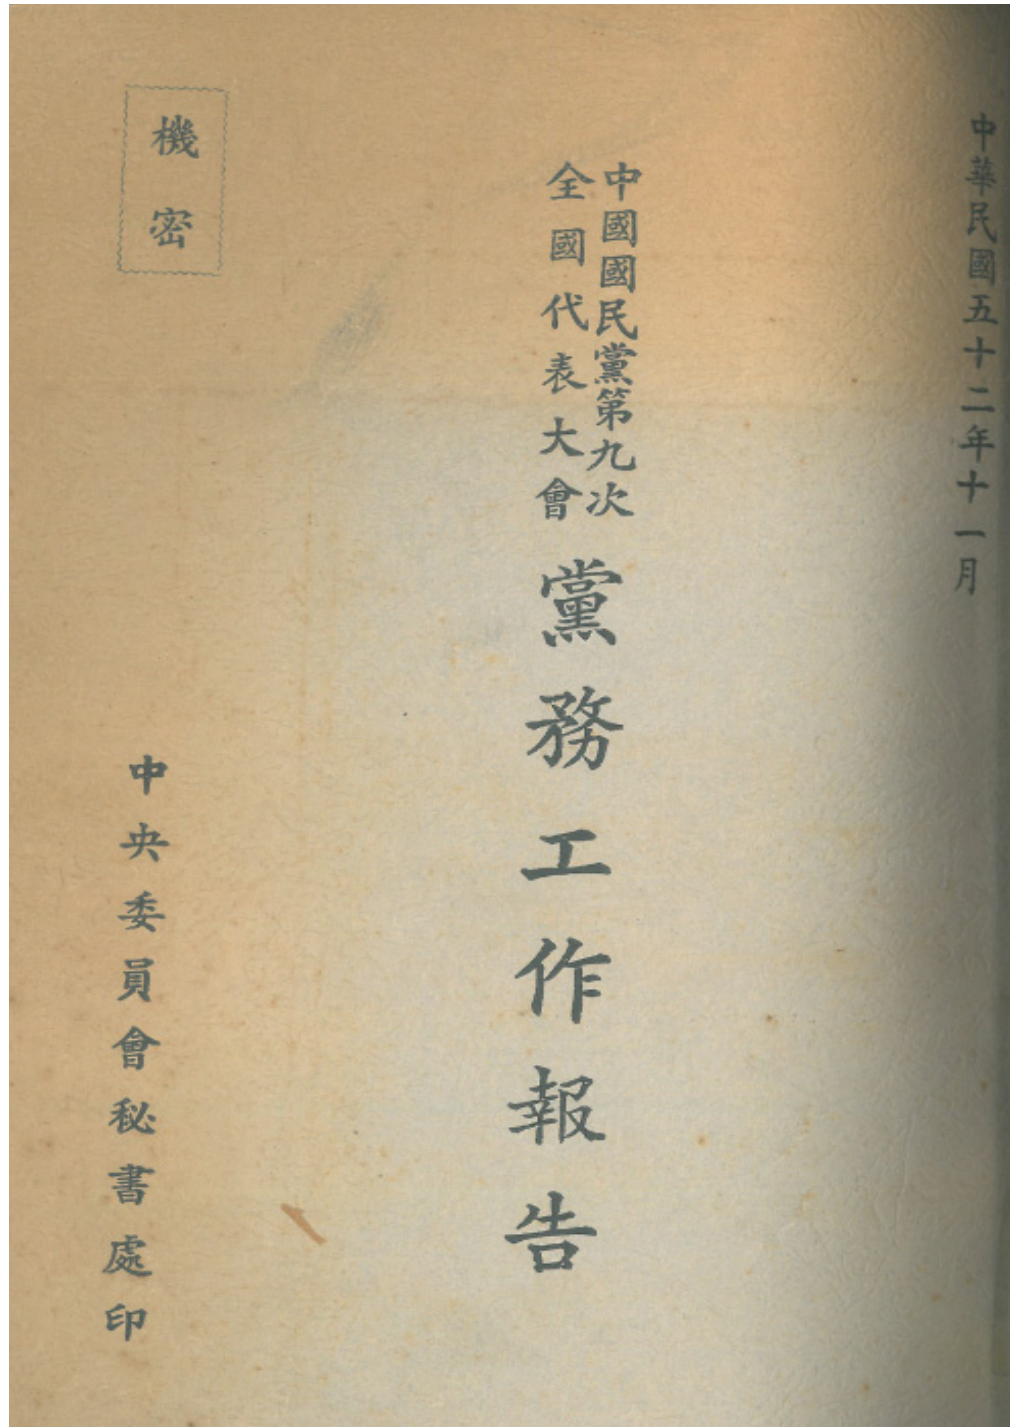 中華民國五十二年十一月
中國國民黨第九次
全國代表大會
黨務工作報告
機密
中央委員會秘書處印